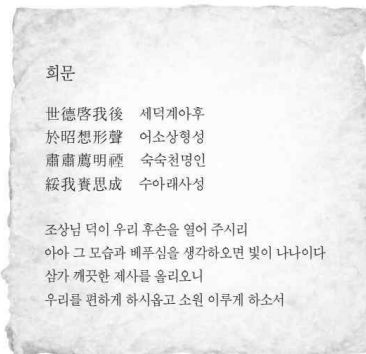 희문
世德啓我後 세덕계아후
於昭想形聲 어소상형성
肅肅薦明禋 숙숙천명인
綏我賚思成 수아래사성
조상님 덕이 우리 후손을 열어 주시리
아아 그 모습과 베푸심을 생각하오면 빛이 나나이다
삼가 깨끗한 제사를 올리오니
우리를 편하게 하시옵고 소원 이루게 하소서